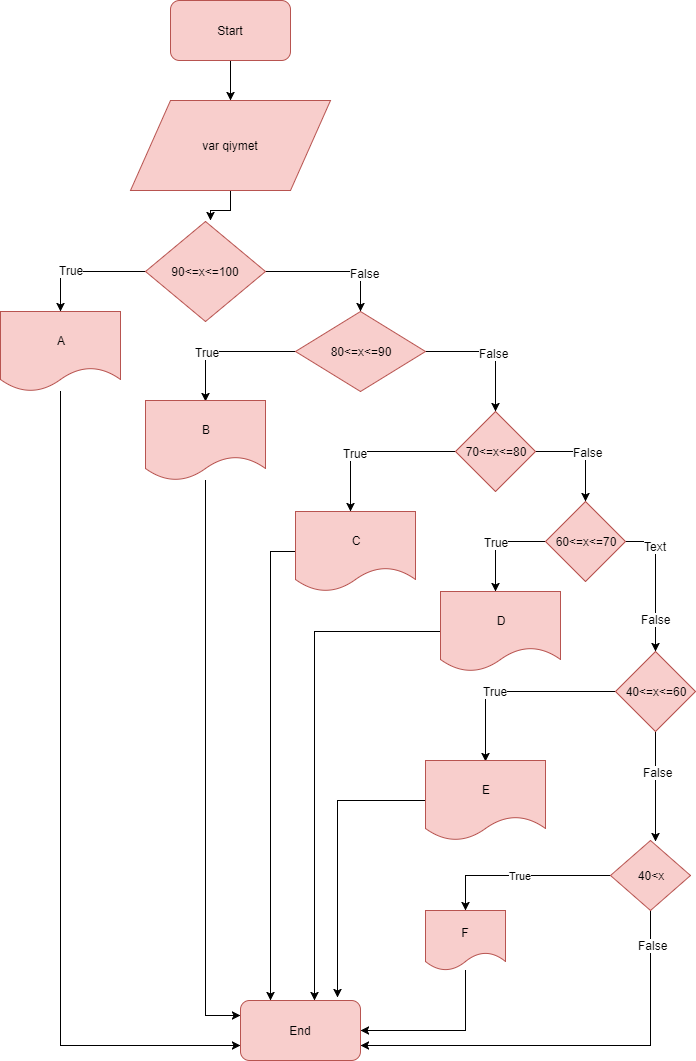 Start
var qiymet
90<=x<=100
True
False
A
80<=x<=90
True
False
B
70<=x<=80
True
False
C
60<=x<=70
True
Text
D
False
40<=x<=60
True
False
E
40<x
True
F
False
End